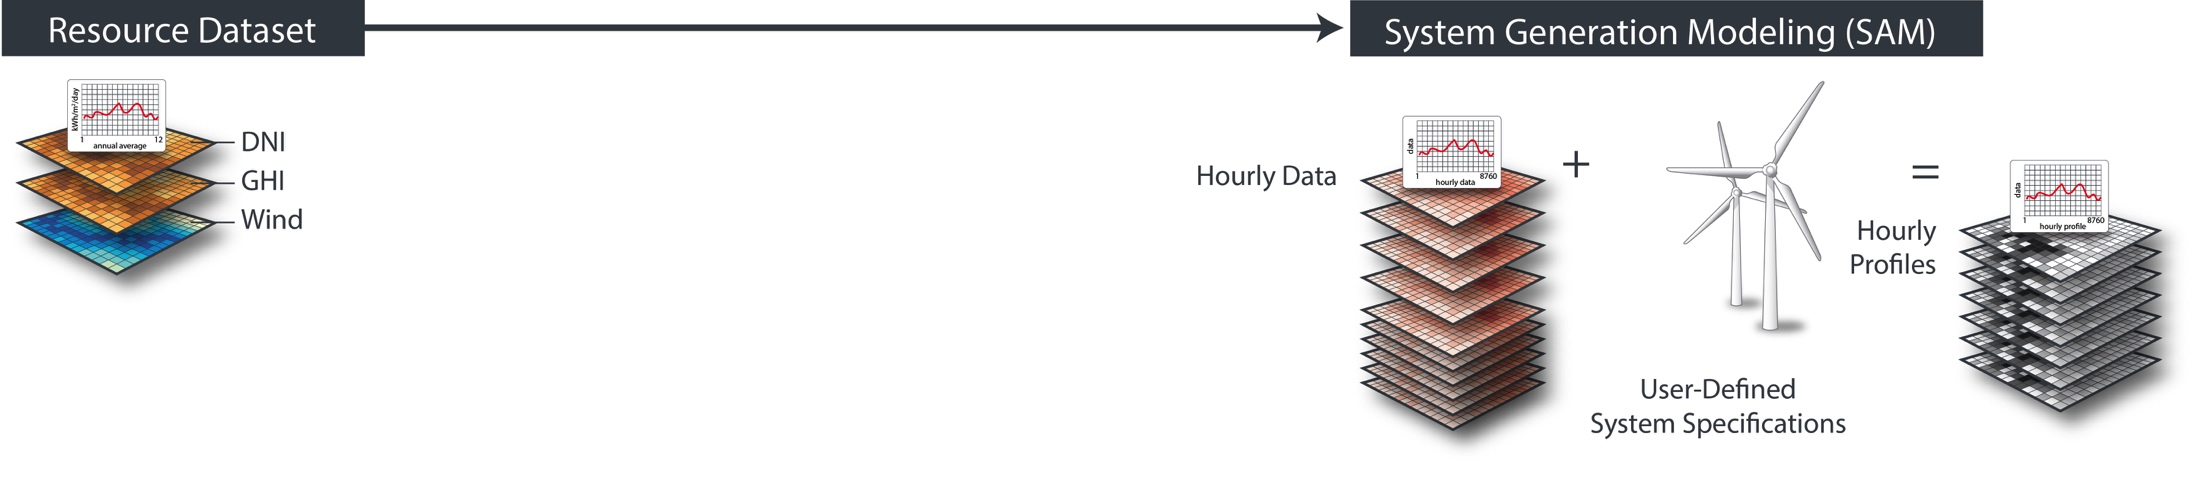 Resource Dataset
System Generation Modeling (SAM)
kWh/m²/day
1 12
annual average
DNI
GHI
Wind
Hourly Data
data
1 8760
hourly data
+
=
User-Defined
System Specifications
Hourly
Profiles
data
1 8760
hourly profile